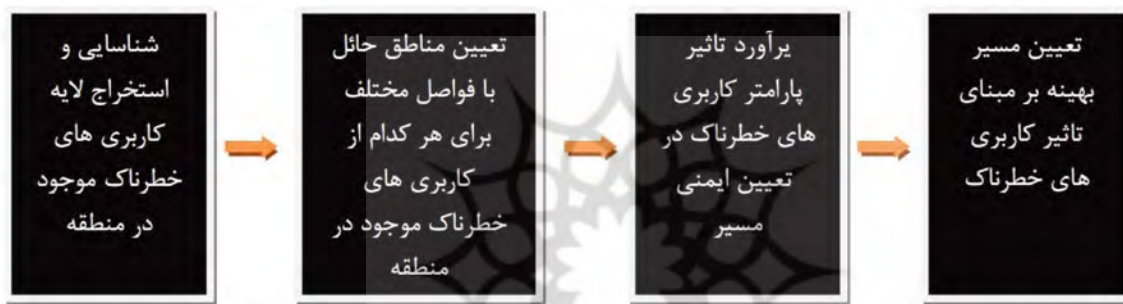 شناسایی و
استخراج لایه
کاربری های
خطرناک موجود
در منطقه
تعیین مناطق حائل
با فواصل مختلف
برای هر کدام از
کاربری های
خطرناک موجود در
منطقه
یرآورد تاثیر
پارامتر کاربری
های خطرناک در
تعیین ایمنی
مسیر
تعیین مسیر
بهینه بر مبنای
تاثیر کاربری
های خطرناک